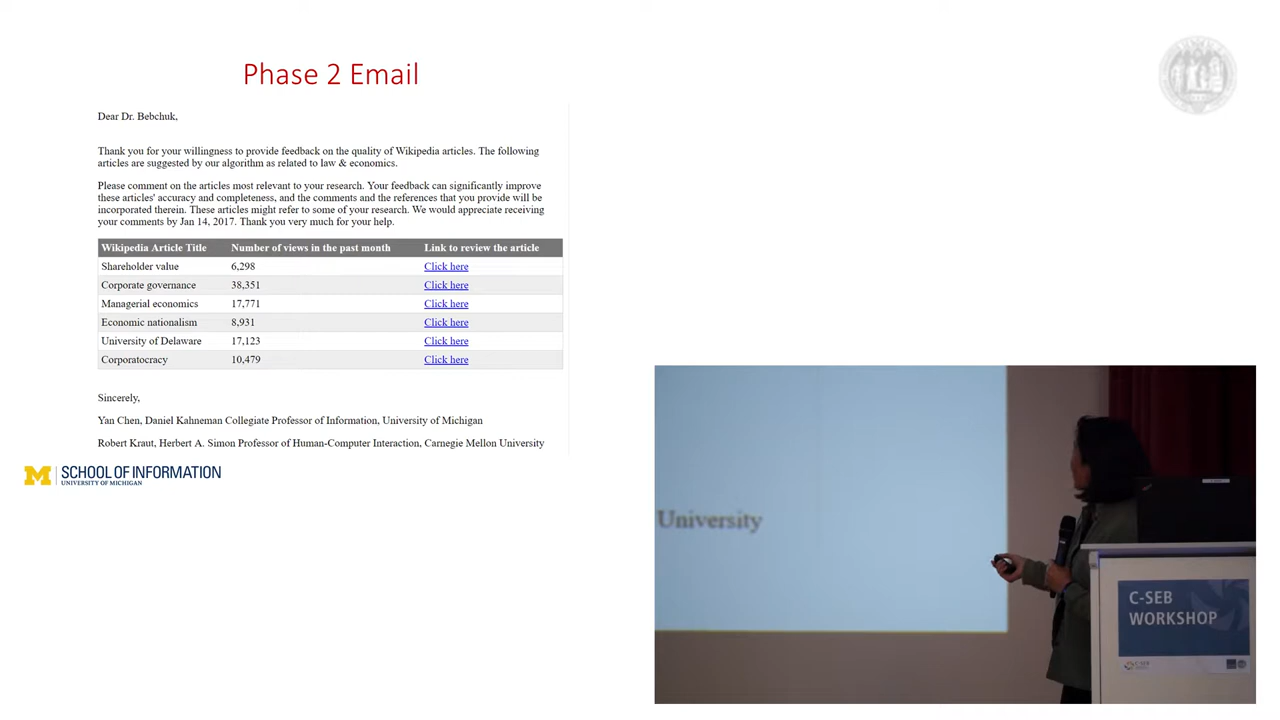 Phase 2 Email
Dear Dr. Bebchuk,
Thank you for your willingness to provide feedback on the quality of Wikipedia articles. The following
articles are suggested by our algorithm as related to law & economics.
Please comment on the articles most relevant to your research. Your feedback can significantly improve
these articles' accuracy and completeness, and the comments and the references that you provide will be
incorporated therein. These articles might refer to some of your research. We would appreciate receiving
your comments by Jan 14, 2017. Thank you very much for your help.
Wikipedia Article Title Number of views in the past month Link to review the article
Shareholder value 6,298 Click here
Corporate governance 38,351 Click here
Managerial economics 17,771 Click here
Economic nationalism 8,931 Click here
University of Delaware 17,123 Click here
Corporatocracy 10,479 Click here
Sincerely,
Yan Chen, Daniel Kahneman Collegiate Professor of Information, University of Michigan
Robert Kraut, Herbert A. Simon Professor of Human-Computer Interaction, Carnegie Mellon University
M SCHOOL OF INFORMATION
UNIVERSITY OF MICHIGAN
University
C-SEB
WORKSHOP
C-SEB